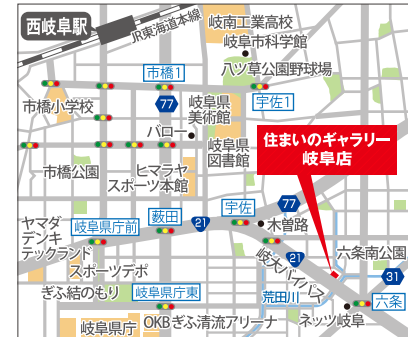 西岐阜駅
JR東海道本線
岐南工業高校
岐阜市科学館
八ツ草公園野球場
市橋1
市橋小学校
77
岐阜県
美術館
宇佐1
バロー
岐阜県
図書館
住まいのギャラリー
岐阜店
市橋公園
ヒマラヤ
スポーツ本館
77
ヤマダ
デンキ
テックランド
岐阜県庁前
薮田
21
宇佐
木曽路
六条南公園
スポーツデポ
岐大バイパス
21
31
ぎふ結のもり
岐阜県庁東
荒田川
六条
岐阜県庁
OKBぎふ清流アリーナ
ネッツ岐阜